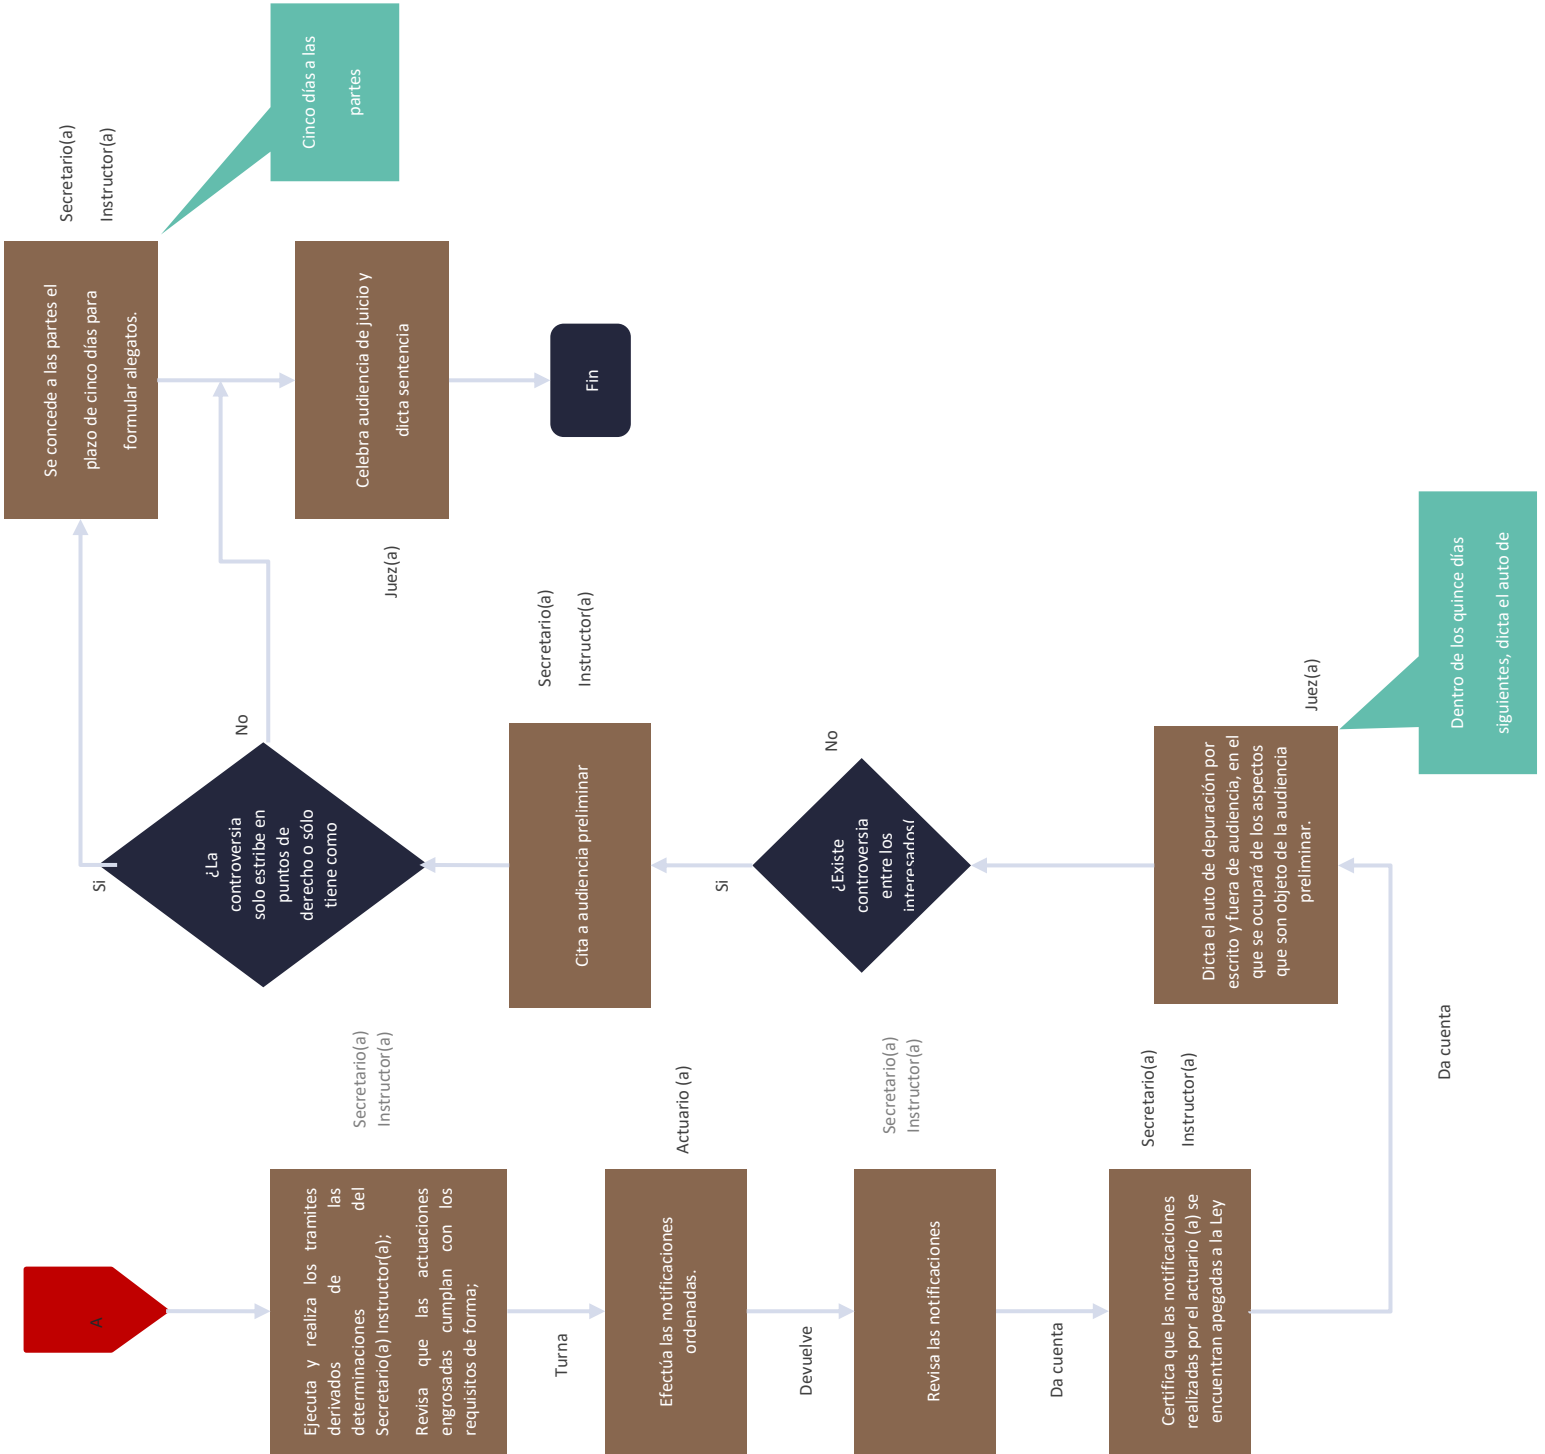 A
Ejecuta y realiza los tramites
derivados de las
determinaciones del
Secretario(a) Instructor(a);
Revisa que las actuaciones
engrosadas cumplan con los
requisitos de forma;
Secretario(a)
Instructor(a)
Turna
Efectúa las notificaciones
ordenadas.
Actuario (a)
Devuelve
Revisa las notificaciones
Secretario(a)
Instructor(a)
Da cuenta
Certifica que las notificaciones
realizadas por el actuario (a) se
encuentran apegadas a la Ley
Secretario(a)
Instructor(a)
Da cuenta
Dicta el auto de depuración por
escrito y fuera de audiencia, en el
que se ocupará de los aspectos
que son objeto de la audiencia
preliminar.
Juez(a)
Dentro de los quince días
siguientes, dicta el auto de
¿Existe
controversia
entre los
interesados(
No
Si
Cita a audiencia preliminar
Secretario(a)
Instructor(a)
¿La
controversia
solo estribe en
puntos de
derecho o sólo
tiene como
Si
No
Se concede a las partes el
plazo de cinco días para
formular alegatos.
Secretario(a)
Instructor(a)
Cinco días a las
partes
Celebra audiencia de juicio y
dicta sentencia
Juez(a)
Fin